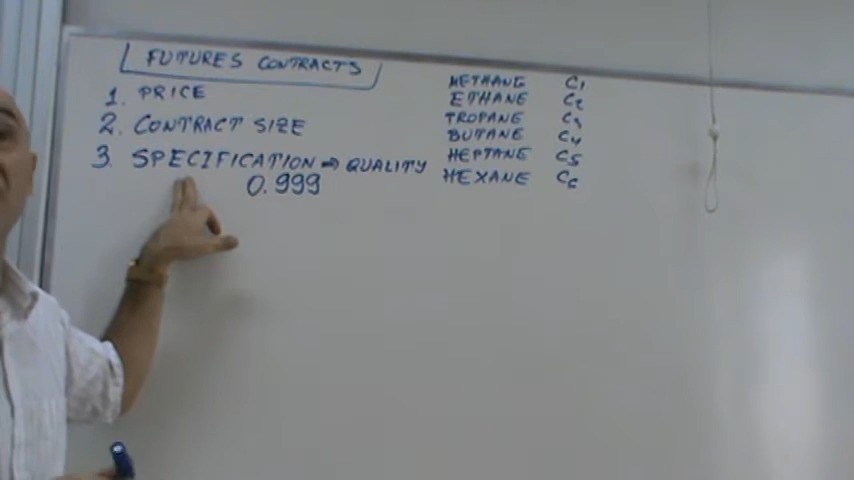 FUTURES CONTRACTS
1. PRICE
2. CONTRACT SIZE
3. SPECIFICATION ⇒ QUALITY
0.999
METHANE C1
ETHANE C2
TROPANE C3
BUTANE C4
HEPTANE C5
HEXANE C6